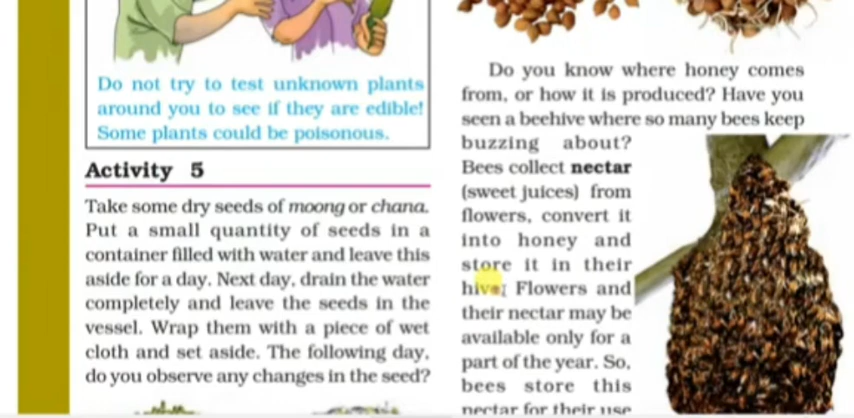 Do not try to test unknown plants
around you to see if they are edible!
Some plants could be poisonous.
Activity 5
Take some dry seeds of moong or chana.
Put a small quantity of seeds in a
container filled with water and leave this
aside for a day. Next day, drain the water
completely and leave the seeds in the
vessel. Wrap them with a piece of wet
cloth and set aside. The following day,
do you observe any changes in the seed?
Do you know where honey comes
from, or how it is produced? Have you
seen a beehive where so many bees keep
buzzing about?
Bees collect nectar
(sweet juices) from
flowers, convert it
into honey and
store it in their
hive. Flowers and
their nectar may be
available only for a
part of the year. So,
bees store this
nectar for their use